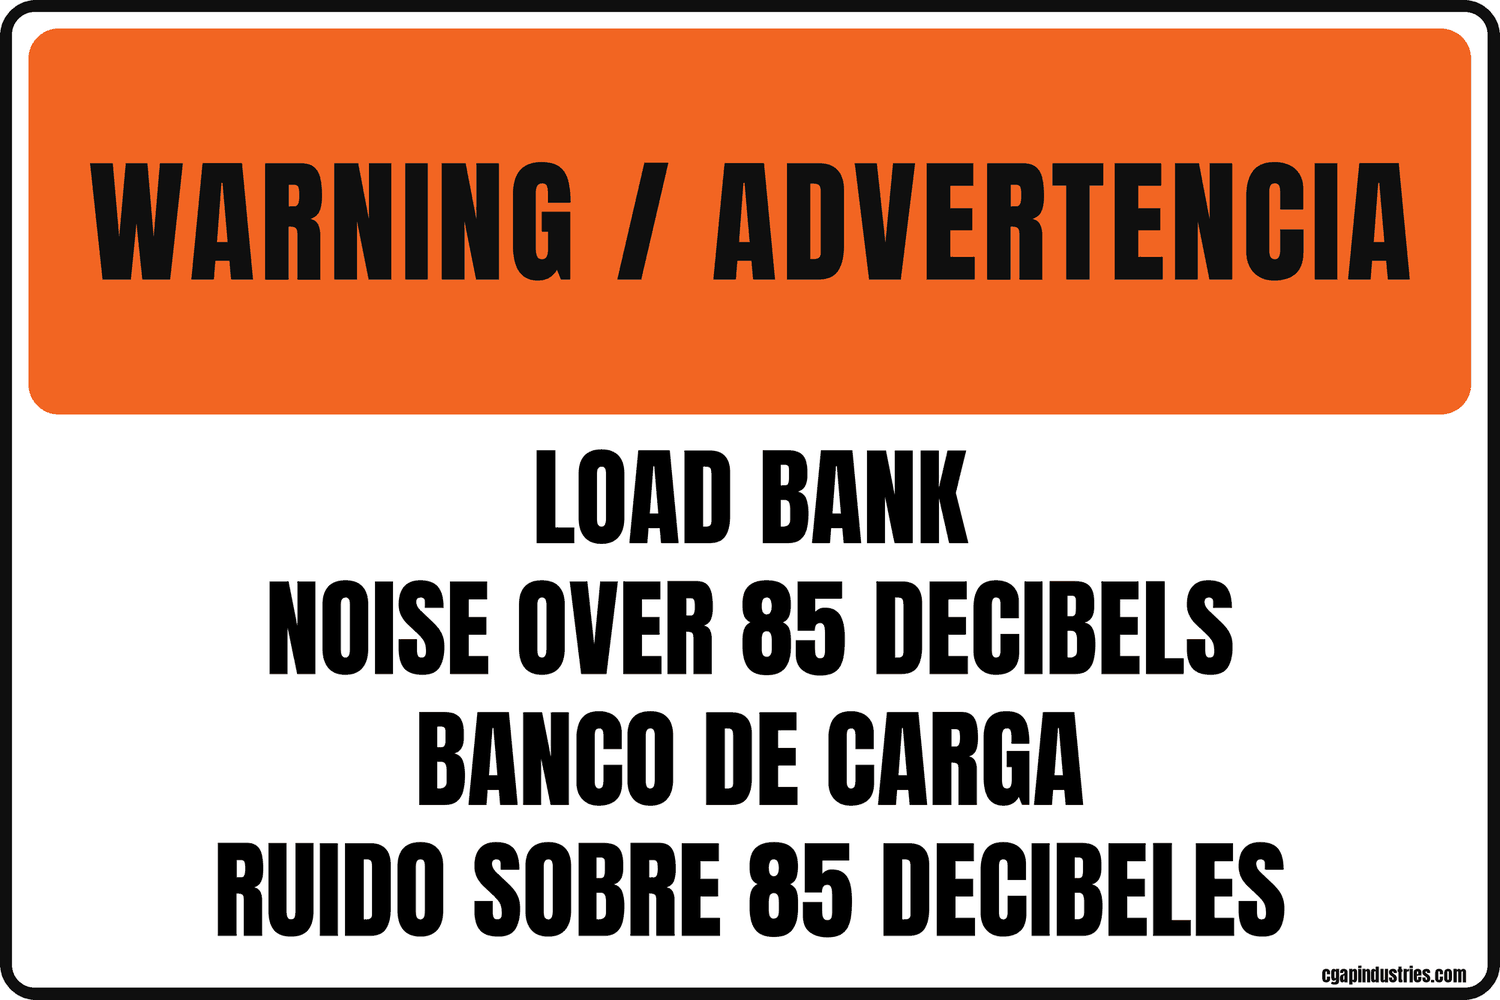 WARNING / ADVERTENCIA
LOAD BANK
NOISE OVER 85 DECIBELS
BANCO DE CARGA
RUIDO SOBRE 85 DECIBELES
cgapindustries.com